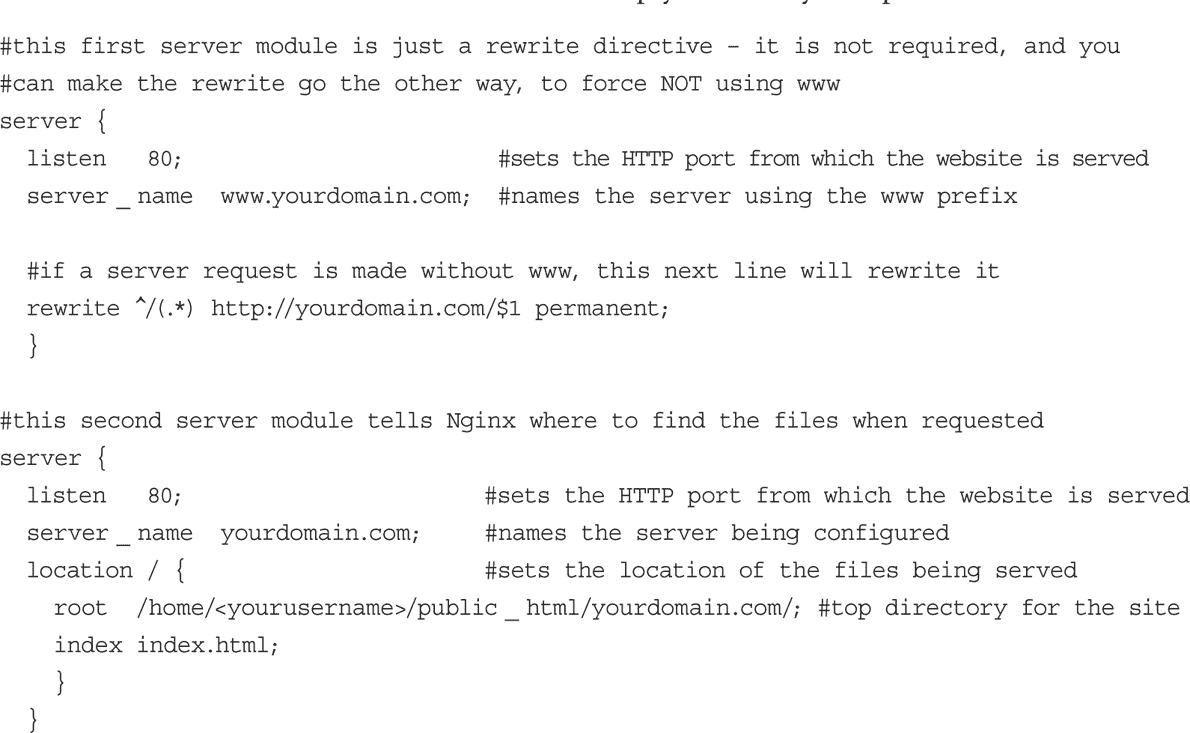 #this first server module is just a rewrite directive – it is not required, and you
#can make the rewrite go the other way, to force NOT using www
server {
  listen   80;                       #sets the HTTP port from which the website is served
  server _ name  www.yourdomain.com;  #names the server using the www prefix

  #if a server request is made without www, this next line will rewrite it
  rewrite ^/(.*) http://yourdomain.com/$1 permanent;
  }

#this second server module tells Nginx where to find the files when requested
server {
  listen   80;                      #sets the HTTP port from which the website is served
  server _ name  yourdomain.com;     #names the server being configured
  location / {                      #sets the location of the files being served
    root  /home/<yourusername>/public _ html/yourdomain.com/; #top directory for the site
    index index.html;
    }
  }